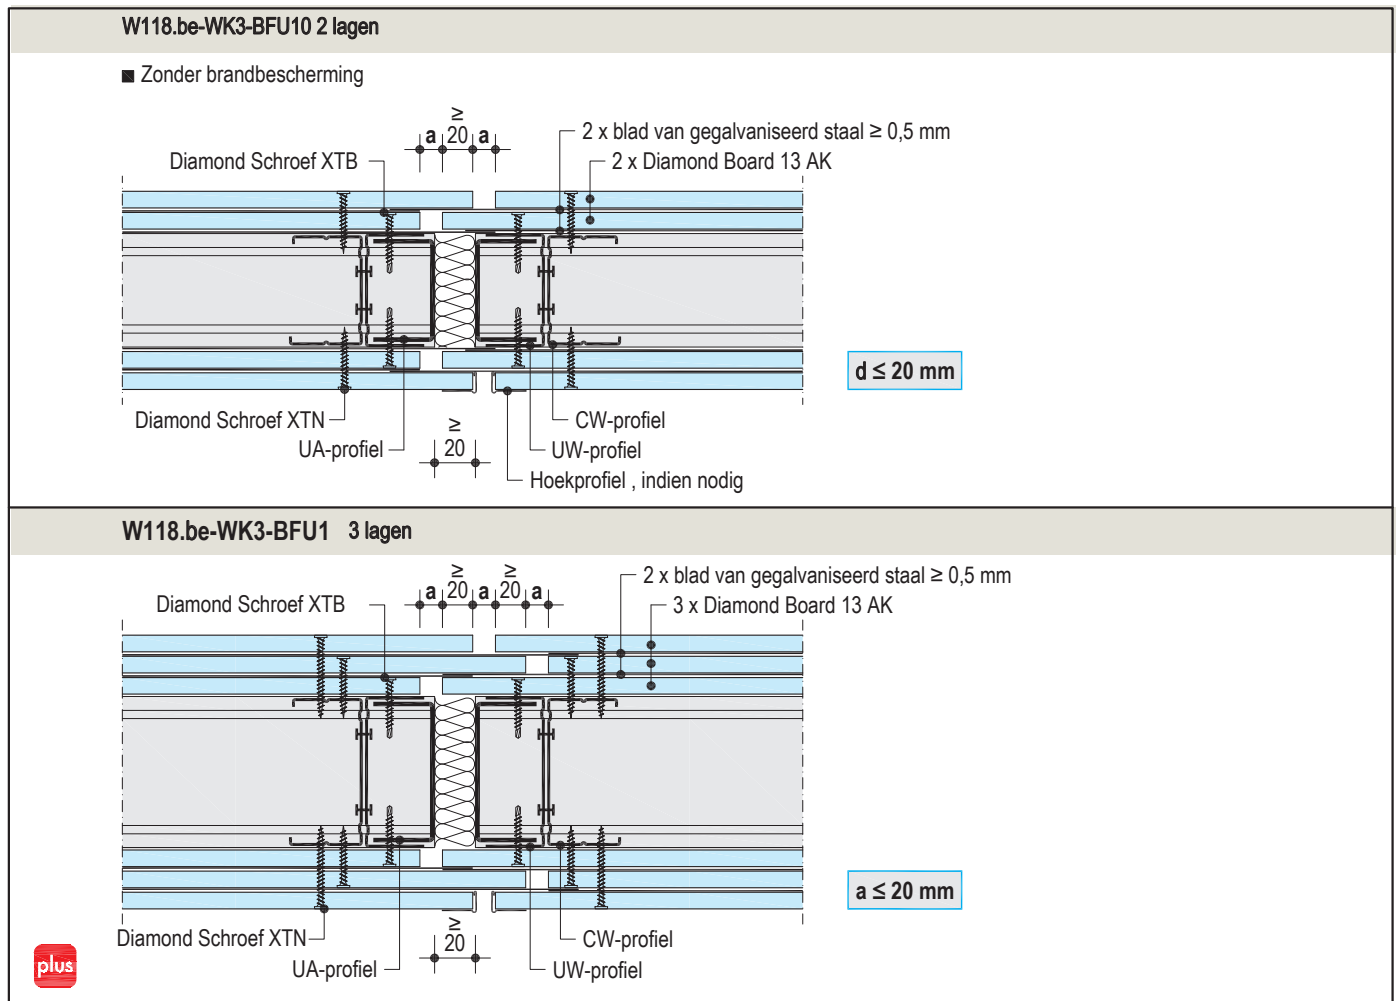 W118.be-WK3-BFU10 2 lagen
■ Zonder brandbescherming
≥
a 20 a
2 x blad van gegalvaniseerd staal ≥ 0,5 mm
Diamond Schroef XTB
2 x Diamond Board 13 AK
d ≤ 20 mm
Diamond Schroef XTN
≥
CW-profiel
UA-profiel
20
UW-profiel
Hoekprofiel , indien nodig
W118.be-WK3-BFU1 3 lagen
≥ ≥
a 20 a 20 a
2 x blad van gegalvaniseerd staal ≥ 0,5 mm
Diamond Schroef XTB
3 x Diamond Board 13 AK
a ≤ 20 mm
Diamond Schroef XTN
≥
20
CW-profiel
UA-profiel
UW-profiel
plus